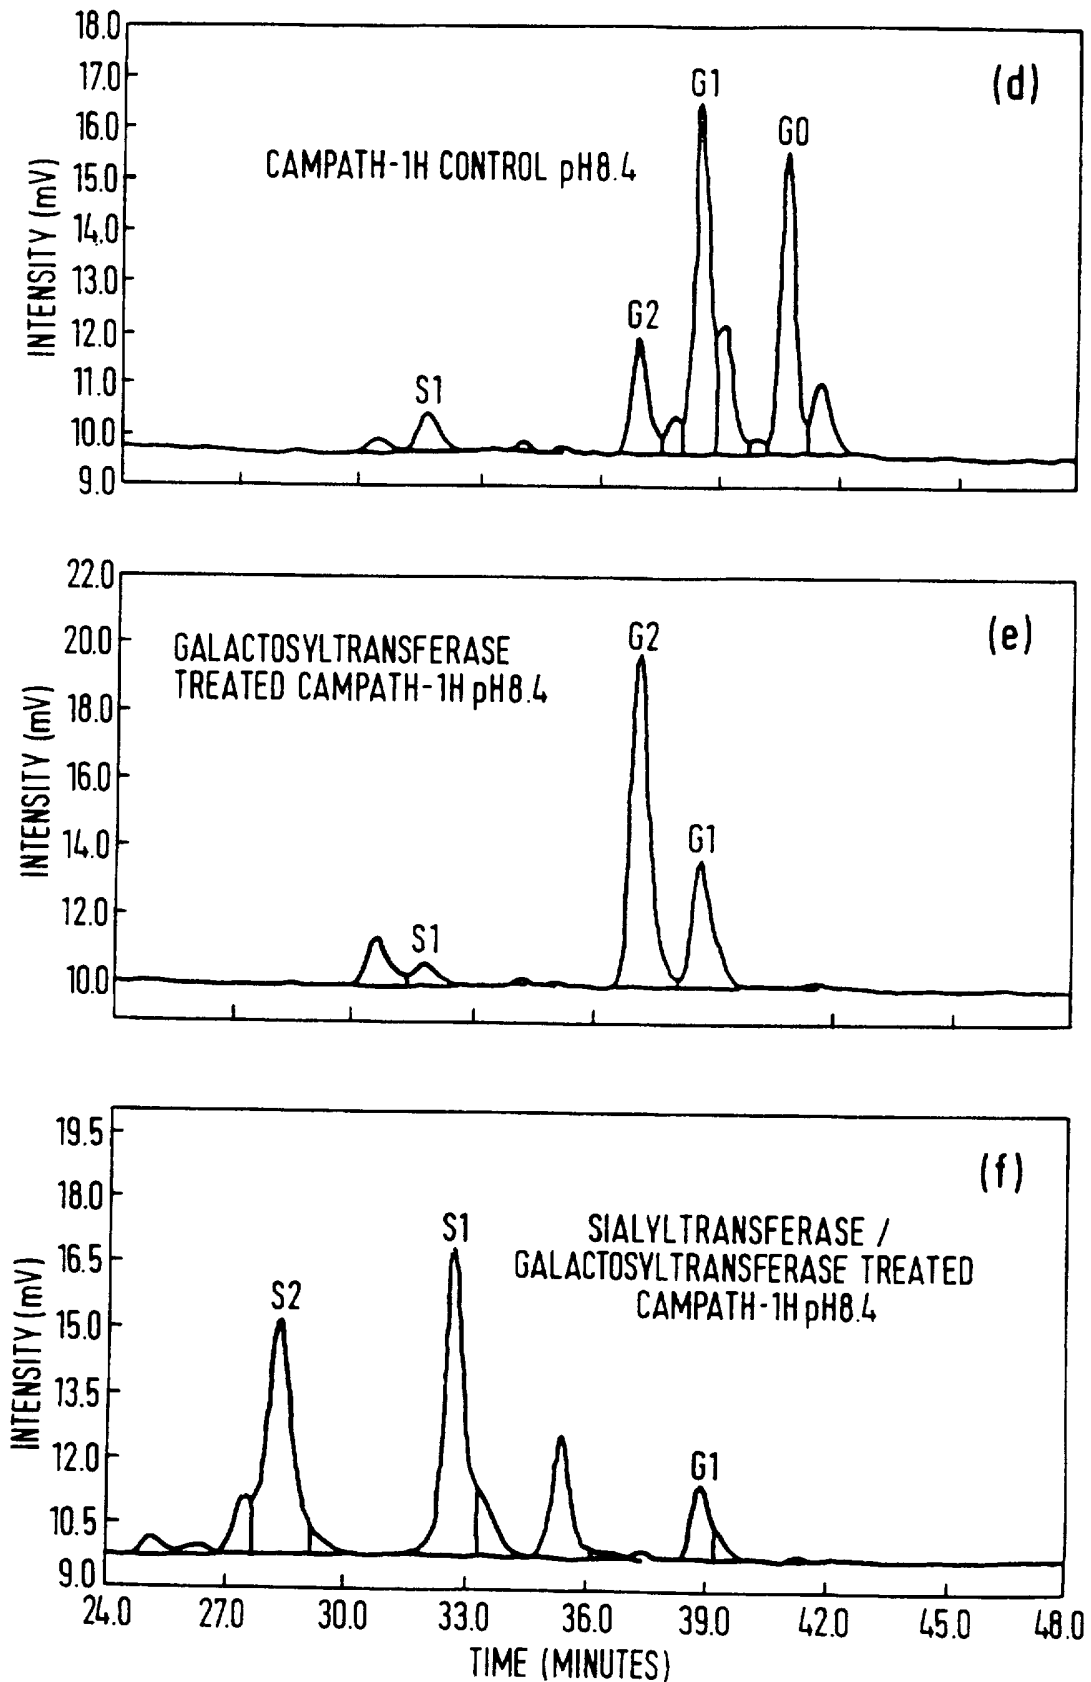 18.0
17.0
16.0
15.0
14.0
13.0
12.0
11.0
10.0
9.0
INTENSITY (mV)
(d)
CAMPATH-1H CONTROL pH8.4
S1
G2
G1
G0
22.0
20.0
18.0
16.0
14.0
12.0
10.0
INTENSITY (mV)
(e)
GALACTOSYLTRANSFERASE
TREATED CAMPATH-1H pH8.4
S1
G2
G1
19.5
18.0
16.5
15.0
13.5
12.0
10.5
9.0
INTENSITY (mV)
(f)
SIALYLTRANSFERASE /
GALACTOSYLTRANSFERASE TREATED
CAMPATH-1H pH8.4
S2
S1
G1
24.0 27.0 30.0 33.0 36.0 39.0 42.0 45.0 48.0
TIME (MINUTES)